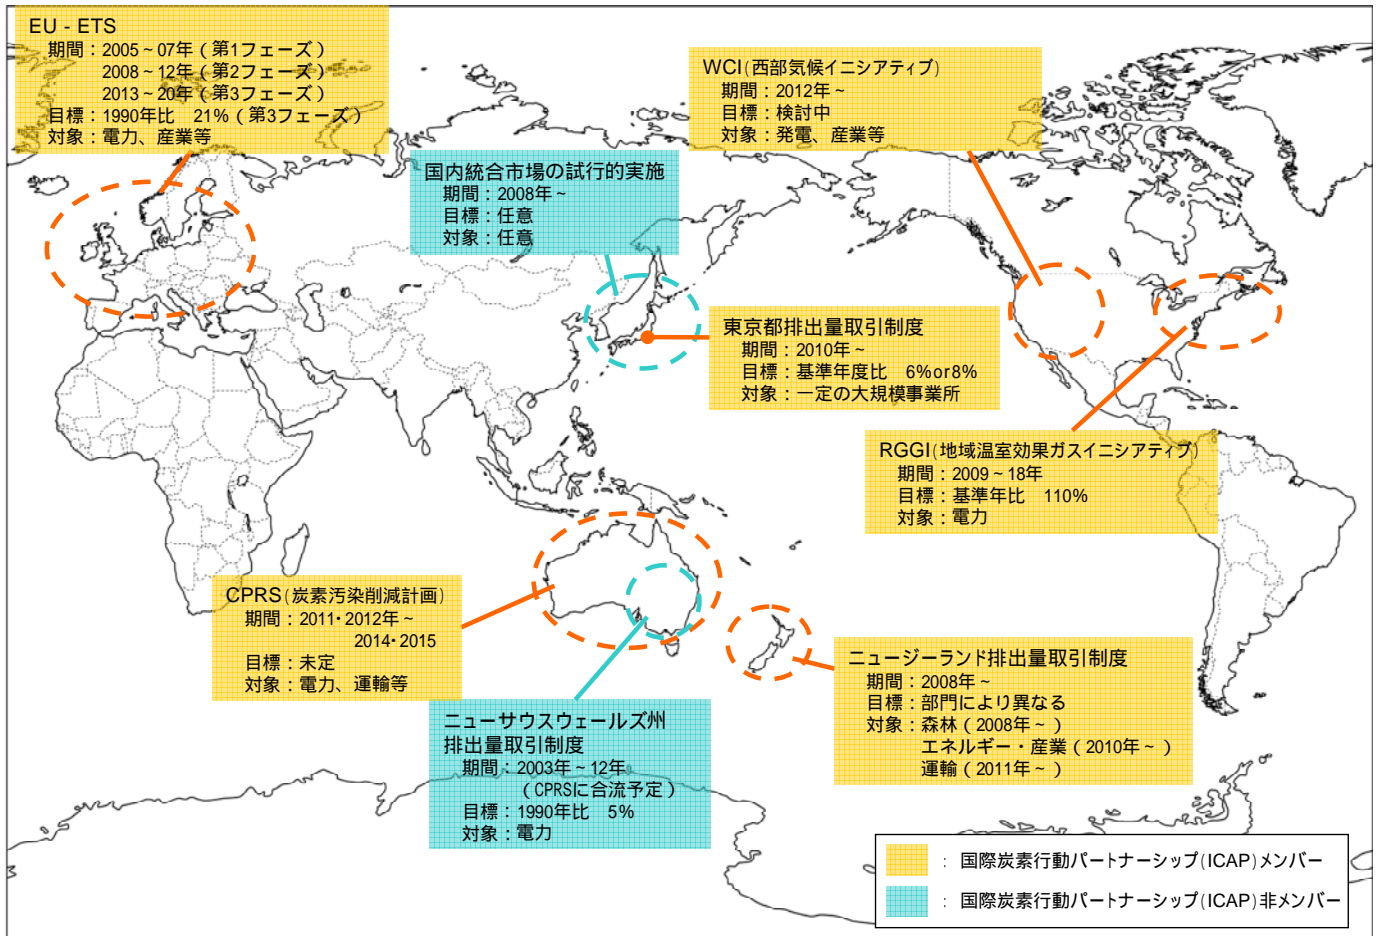 EU - ETS
期間：2005～07年（第1フェーズ）
2008～12年（第2フェーズ）
2013～20年（第3フェーズ）
目標：1990年比　21%（第3フェーズ）
対象：電力、産業等
WCI(西部気候イニシアティブ)
期間：2012年～
目標：検討中
対象：発電、産業等
国内統合市場の試行的実施
期間：2008年～
目標：任意
対象：任意
東京都排出量取引制度
期間：2010年～
目標：基準年度比　6%or8%
対象：一定の大規模事業所
RGGI(地域温室効果ガスイニシアティブ)
期間：2009～18年
目標：基準年比　110%
対象：電力
CPRS(炭素汚染削減計画)
期間：2011・2012年～
2014・2015
目標：未定
対象：電力、運輸等
ニュージーランド排出量取引制度
期間：2008年～
目標：部門により異なる
対象：森林（2008年～）
エネルギー・産業（2010年～）
運輸（2011年～）
ニューサウスウェールズ州
排出量取引制度
期間：2003年～12年
（CPRSに合流予定）
目標：1990年比　5%
対象：電力
：国際炭素行動パートナーシップ(ICAP)メンバー
：国際炭素行動パートナーシップ(ICAP)非メンバー